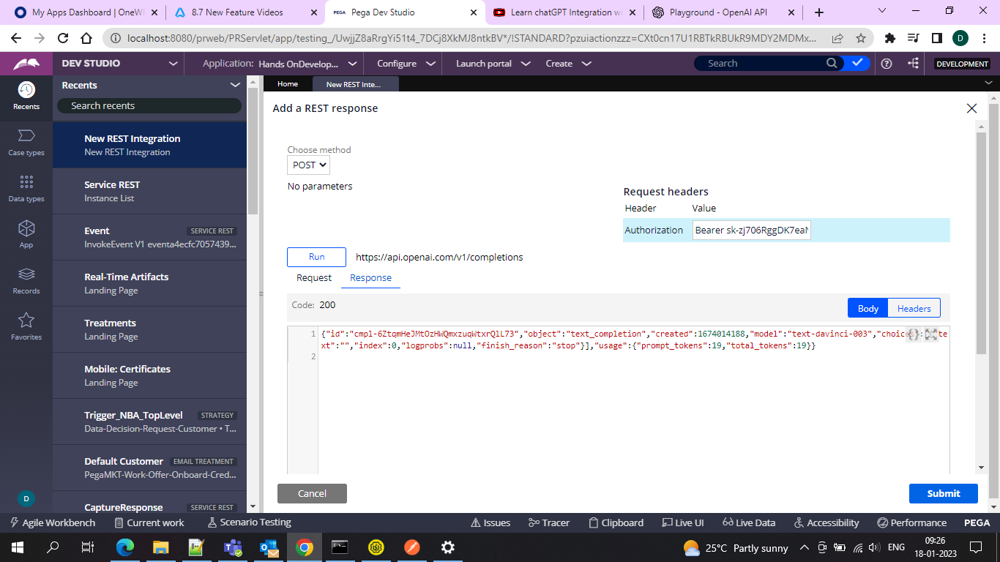 My Apps Dashboard | OneW
8.7 New Feature Videos
PEGA Pega Dev Studio
Learn chatGPT Integration w
Playground - OpenAI API
localhost:8080/prweb/PRServlet/app/testing_/UwjjZ8aRrgYi51t4_7DCj8XkMJ8ntkBV*/!STANDARD?pzuiactionzzz=CXt0cn17U1RBTkRBUkR9MDY2MDMx...
D
DEV STUDIO
Application: Hands OnDevelop...
Configure
Launch portal
Create
Search
DEVELOPMENT
Recents
Case types
Data types
App
Records
Favorites
D
Recents
Search recents
New REST Integration
New REST Integration
Service REST
Instance List
Event SERVICE REST
InvokeEvent V1 eventa4ecfc7057439...
Real-Time Artifacts
Landing Page
Treatments
Landing Page
Mobile: Certificates
Landing Page
Trigger_NBA_TopLevel STRATEGY
Data-Decision-Request-Customer • T...
Default Customer EMAIL TREATMENT
PegaMKT-Work-Offer-Onboard-Cred...
CaptureResponse SERVICE REST
Home
New REST Inte...
Add a REST response
Choose method
POST
No parameters
Request headers
Header Value
Authorization Bearer sk-zj706RggDK7eaN
Run https://api.openai.com/v1/completions
Request Response
Code: 200
Body Headers
1 {"id":"cmpl-6ZtqmHeJMtOzHWQmxzuqWtxrQlL73","object":"text_completion","created":1674014188,"model":"text-davinci-003","choices":[{"te
xt":"","index":0,"logprobs":null,"finish_reason":"stop"}],"usage":{"prompt_tokens":19,"total_tokens":19}}
2
Cancel
Submit
Agile Workbench
Current work
Scenario Testing
Issues
Tracer
Clipboard
Live UI
Live Data
Accessibility
Performance
PEGA
25°C Partly sunny
ENG
09:26
18-01-2023